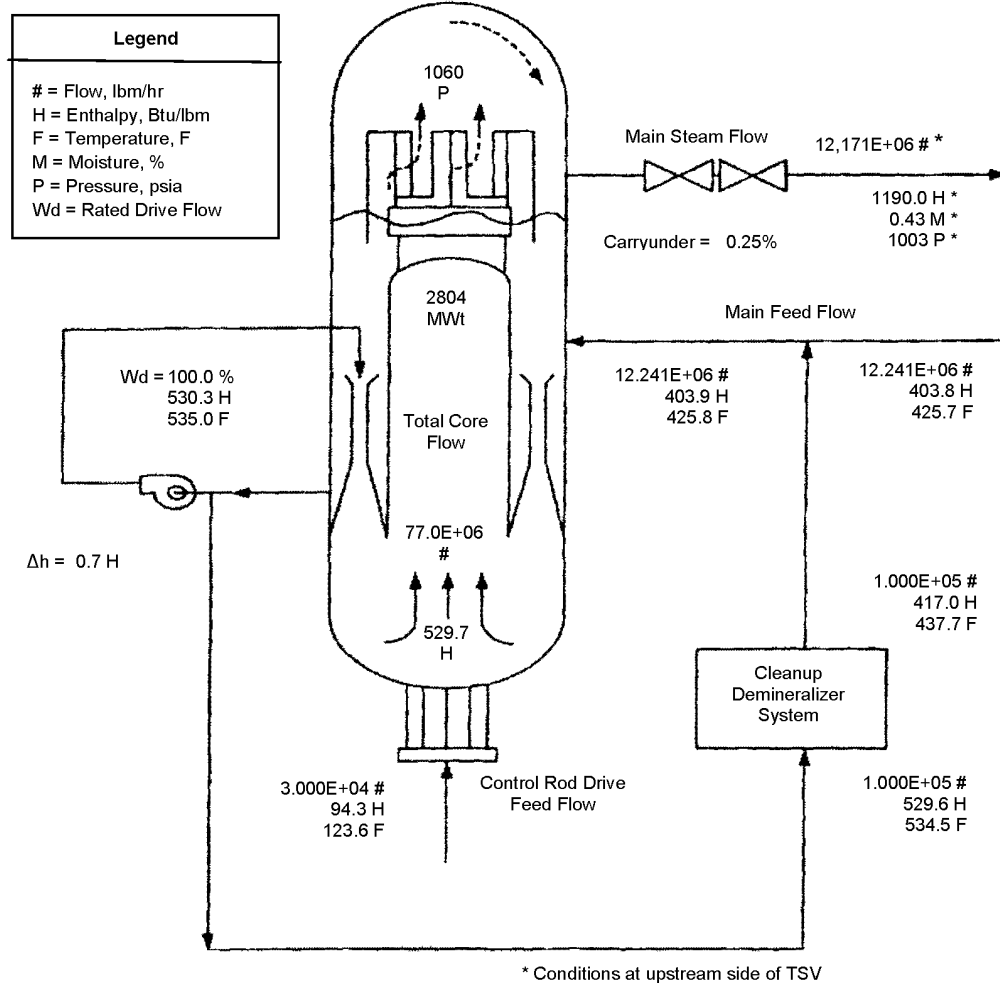 Legend
# = Flow, lbm/hr
H = Enthalpy, Btu/lbm
F = Temperature, F
M = Moisture, %
P = Pressure, psia
Wd = Rated Drive Flow
1060
P
Main Steam Flow
12,171E+06 # *
1190.0 H *
0.43 M *
1003 P *
Carryunder = 0.25%
2804
MWt
Main Feed Flow
Wd = 100.0 %
530.3 H
535.0 F
12.241E+06 #
403.9 H
425.8 F
12.241E+06 #
403.8 H
425.7 F
Total Core
Flow
77.0E+06
#
Δh = 0.7 H
529.7
H
1.000E+05 #
417.0 H
437.7 F
Cleanup
Demineralizer
System
3.000E+04 #
94.3 H
123.6 F
Control Rod Drive
Feed Flow
1.000E+05 #
529.6 H
534.5 F
* Conditions at upstream side of TSV